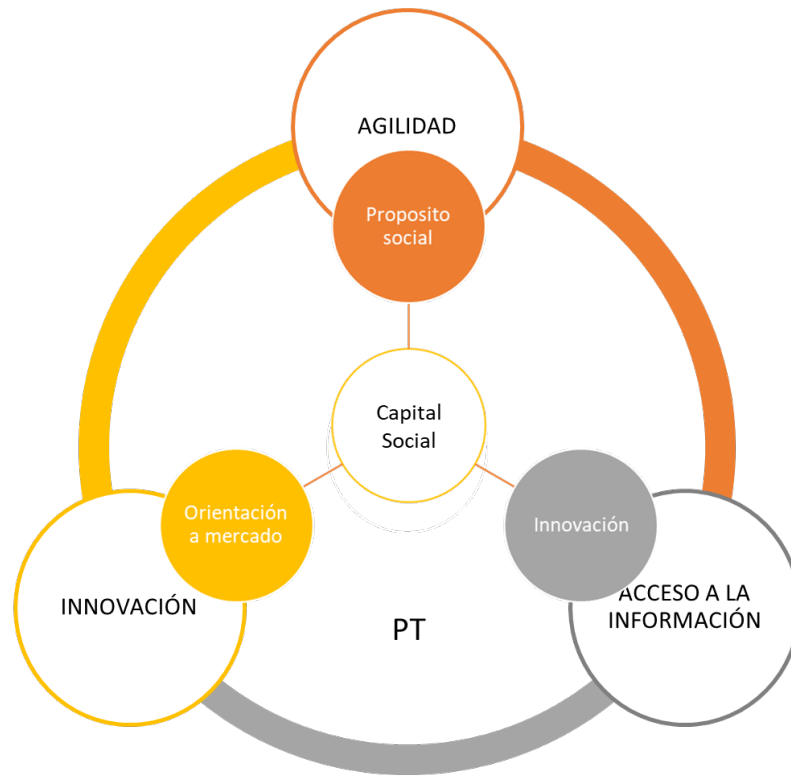 AGILIDAD
Proposito
social
Capital
Social
Orientación
a mercado
Innovación
INNOVACIÓN
ACCESO A LA
INFORMACIÓN
PT